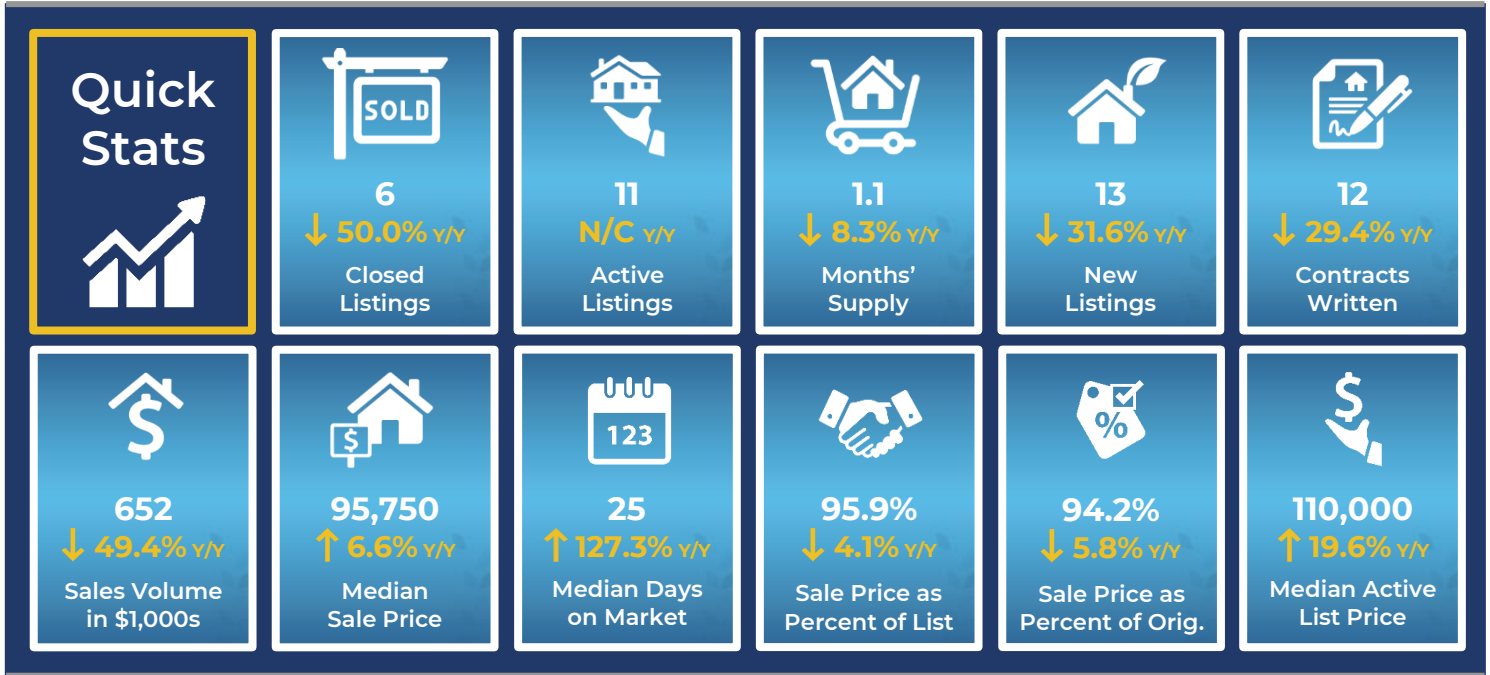 Quick
Stats
SOLD
6
↓ 50.0% Y/Y
Closed
Listings
11
N/C Y/Y
Active
Listings
1.1
↓ 8.3% Y/Y
Months’
Supply
13
↓ 31.6% Y/Y
New
Listings
12
↓ 29.4% Y/Y
Contracts
Written
$
652
↓ 49.4% Y/Y
Sales Volume
in $1,000s
$
95,750
↑ 6.6% Y/Y
Median
Sale Price
123
25
↑ 127.3% Y/Y
Median Days
on Market
95.9%
↓ 4.1% Y/Y
Sale Price as
Percent of List
%
94.2%
↓ 5.8% Y/Y
Sale Price as
Percent of Orig.
$
110,000
↑ 19.6% Y/Y
Median Active
List Price